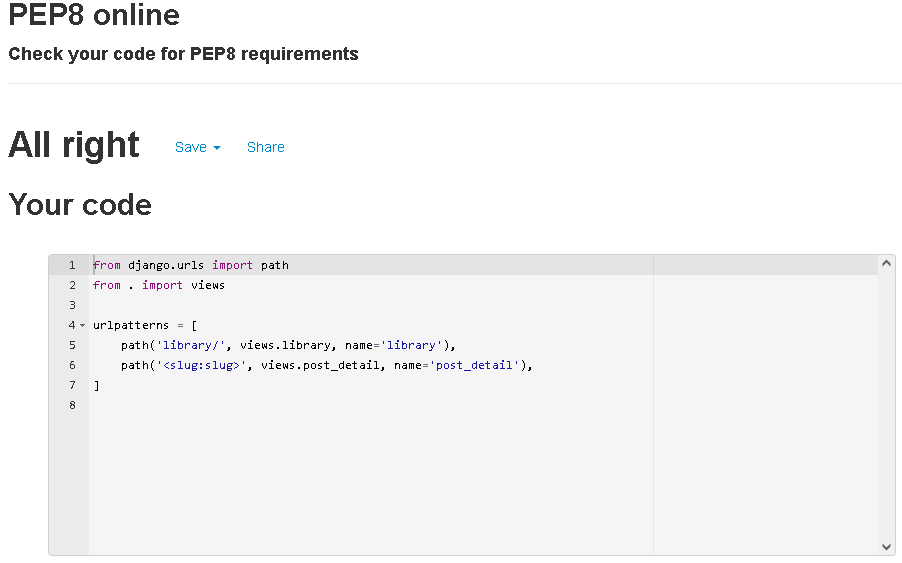 PEP8 online
Check your code for PEP8 requirements
All right Save Share
Your code
1 from django.urls import path
2 from . import views
3
4 urlpatterns = [
5     path('library/', views.library, name='library'),
6     path('<slug:slug>', views.post_detail, name='post_detail'),
7 ]
8